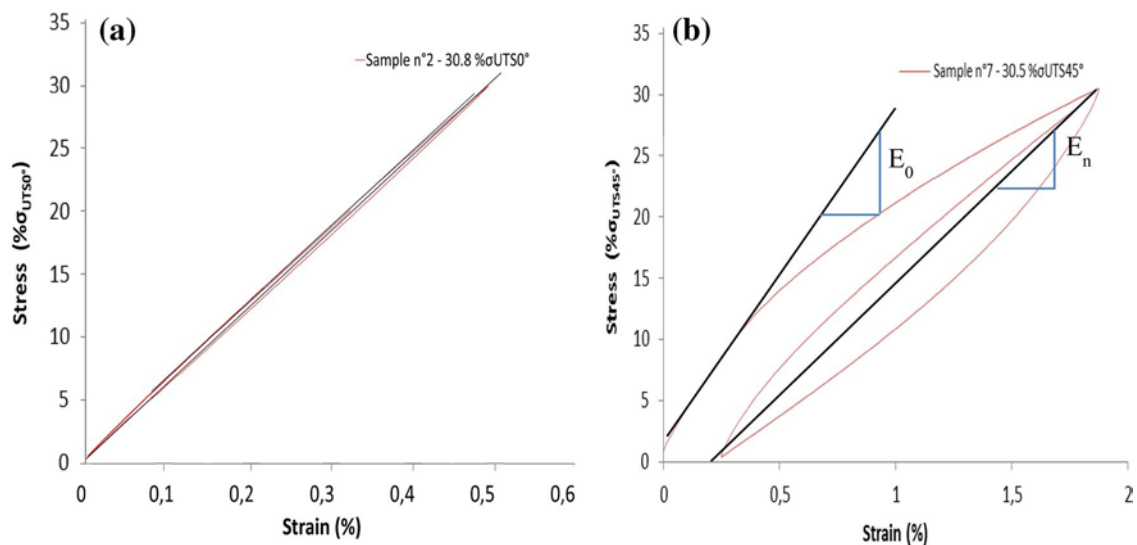 (a)
Sample n°2 - 30.8 %σUTS0°
Stress (%σUTS0°)
35
30
25
20
15
10
5
0
0 0,1 0,2 0,3 0,4 0,5 0,6
Strain (%)
(b)
Sample n°7 - 30.5 %σUTS45°
E0
En
Stress (%σUTS45°)
35
30
25
20
15
10
5
0
0 0,5 1 1,5 2
Strain (%)